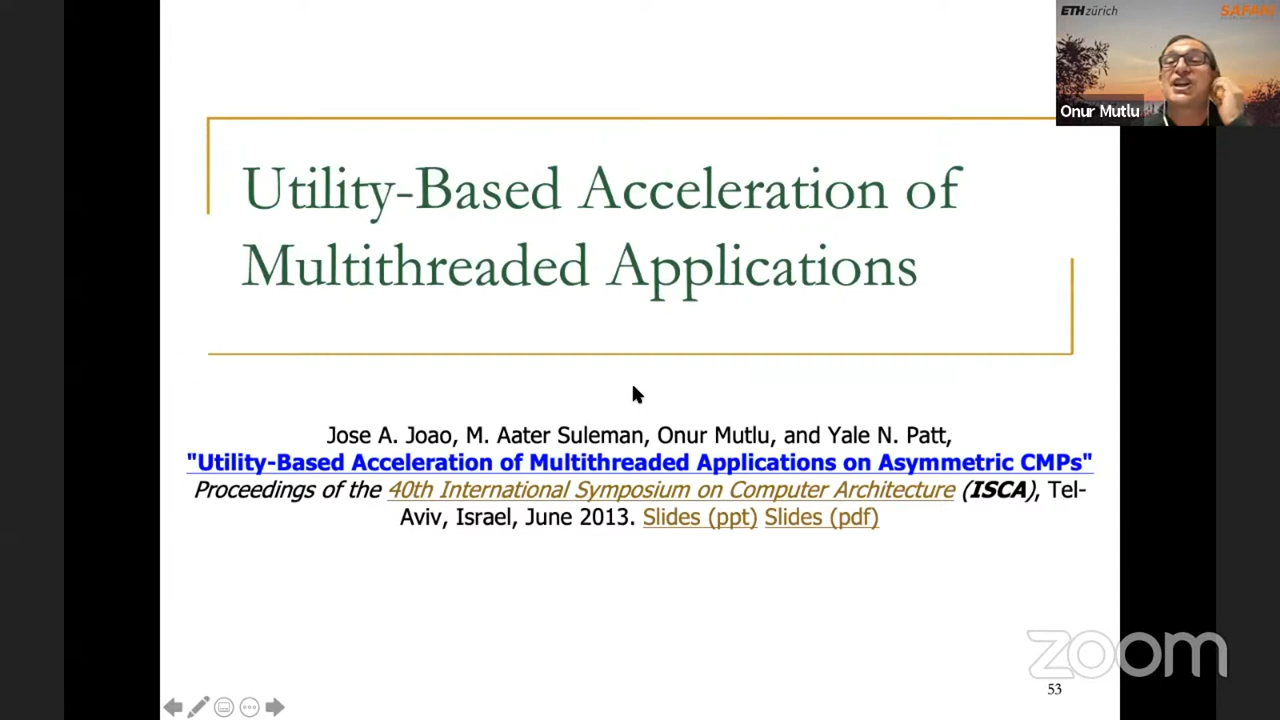 ETH zürich
SAFARI
Onur Mutlu
Utility-Based Acceleration of
Multithreaded Applications
Jose A. Joao, M. Aater Suleman, Onur Mutlu, and Yale N. Patt,
"Utility-Based Acceleration of Multithreaded Applications on Asymmetric CMPs"
Proceedings of the 40th International Symposium on Computer Architecture (ISCA), Tel-
Aviv, Israel, June 2013. Slides (ppt) Slides (pdf)
zoom
53